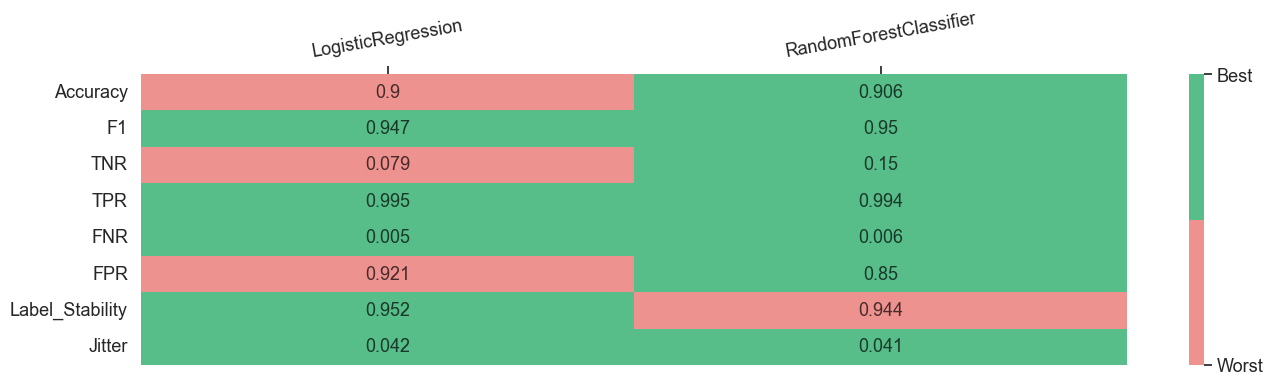 LogisticRegression RandomForestClassifier
Accuracy 0.9 0.906 Best
F1 0.947 0.95
TNR 0.079 0.15
TPR 0.995 0.994
FNR 0.005 0.006
FPR 0.921 0.85
Label_Stability 0.952 0.944
Jitter 0.042 0.041 Worst